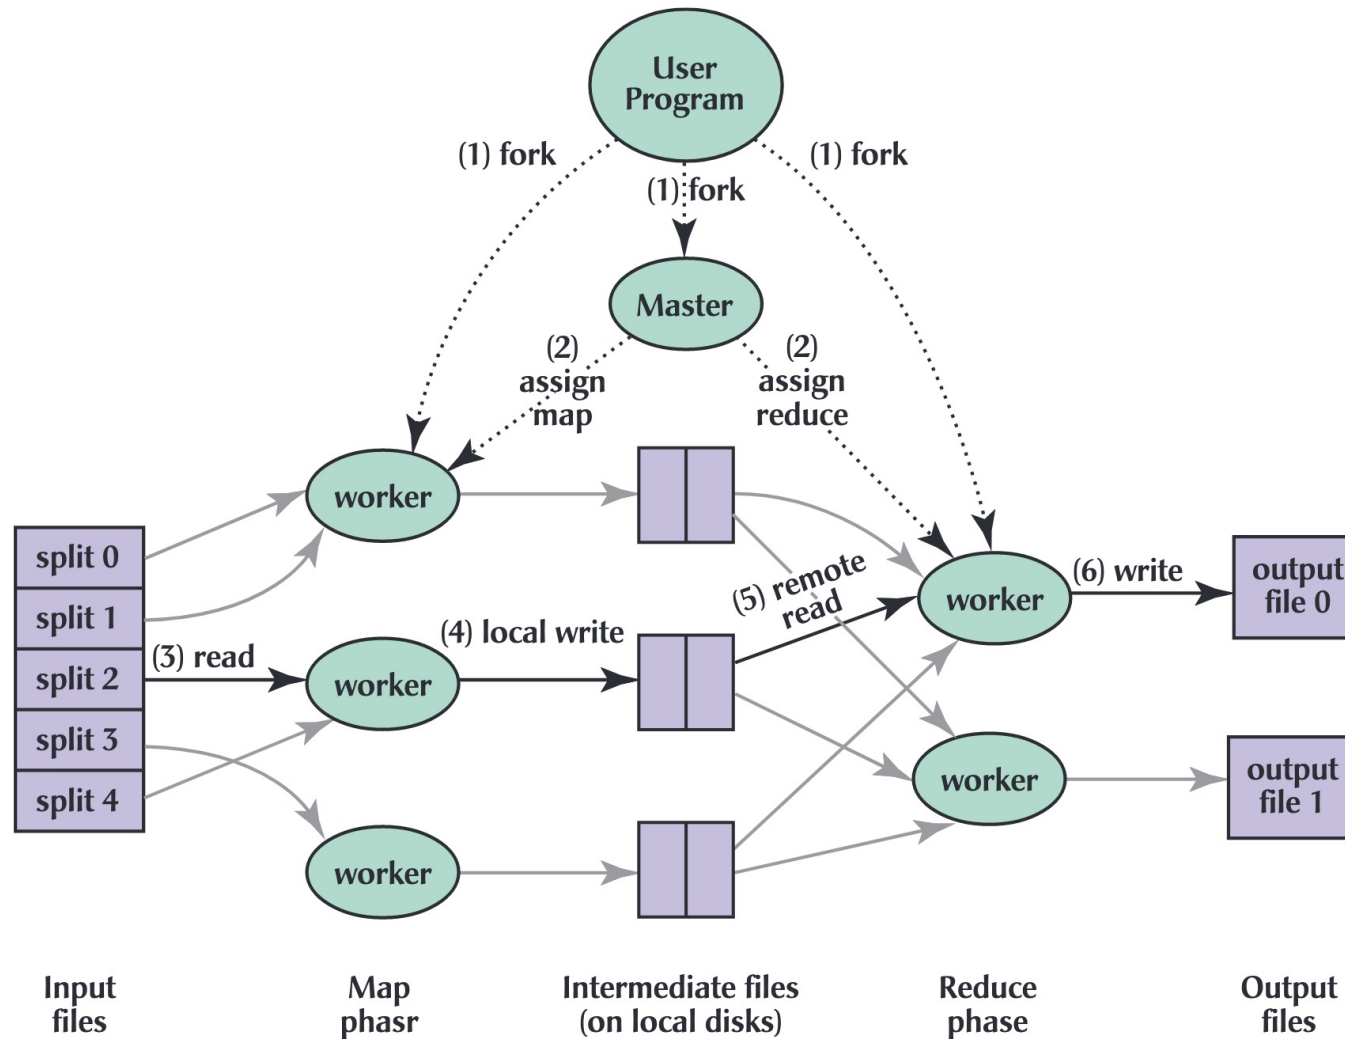 User
Program
(1) fork
(1) fork
(1) fork
Master
(2)
assign
map
(2)
assign
reduce
worker
split 0
split 1
split 2
split 3
split 4
(3) read
worker
(4) local write
(5) remote
read
worker
(6) write
output
file 0
worker
output
file 1
worker
Input
files
Map
phasr
Intermediate files
(on local disks)
Reduce
phase
Output
files